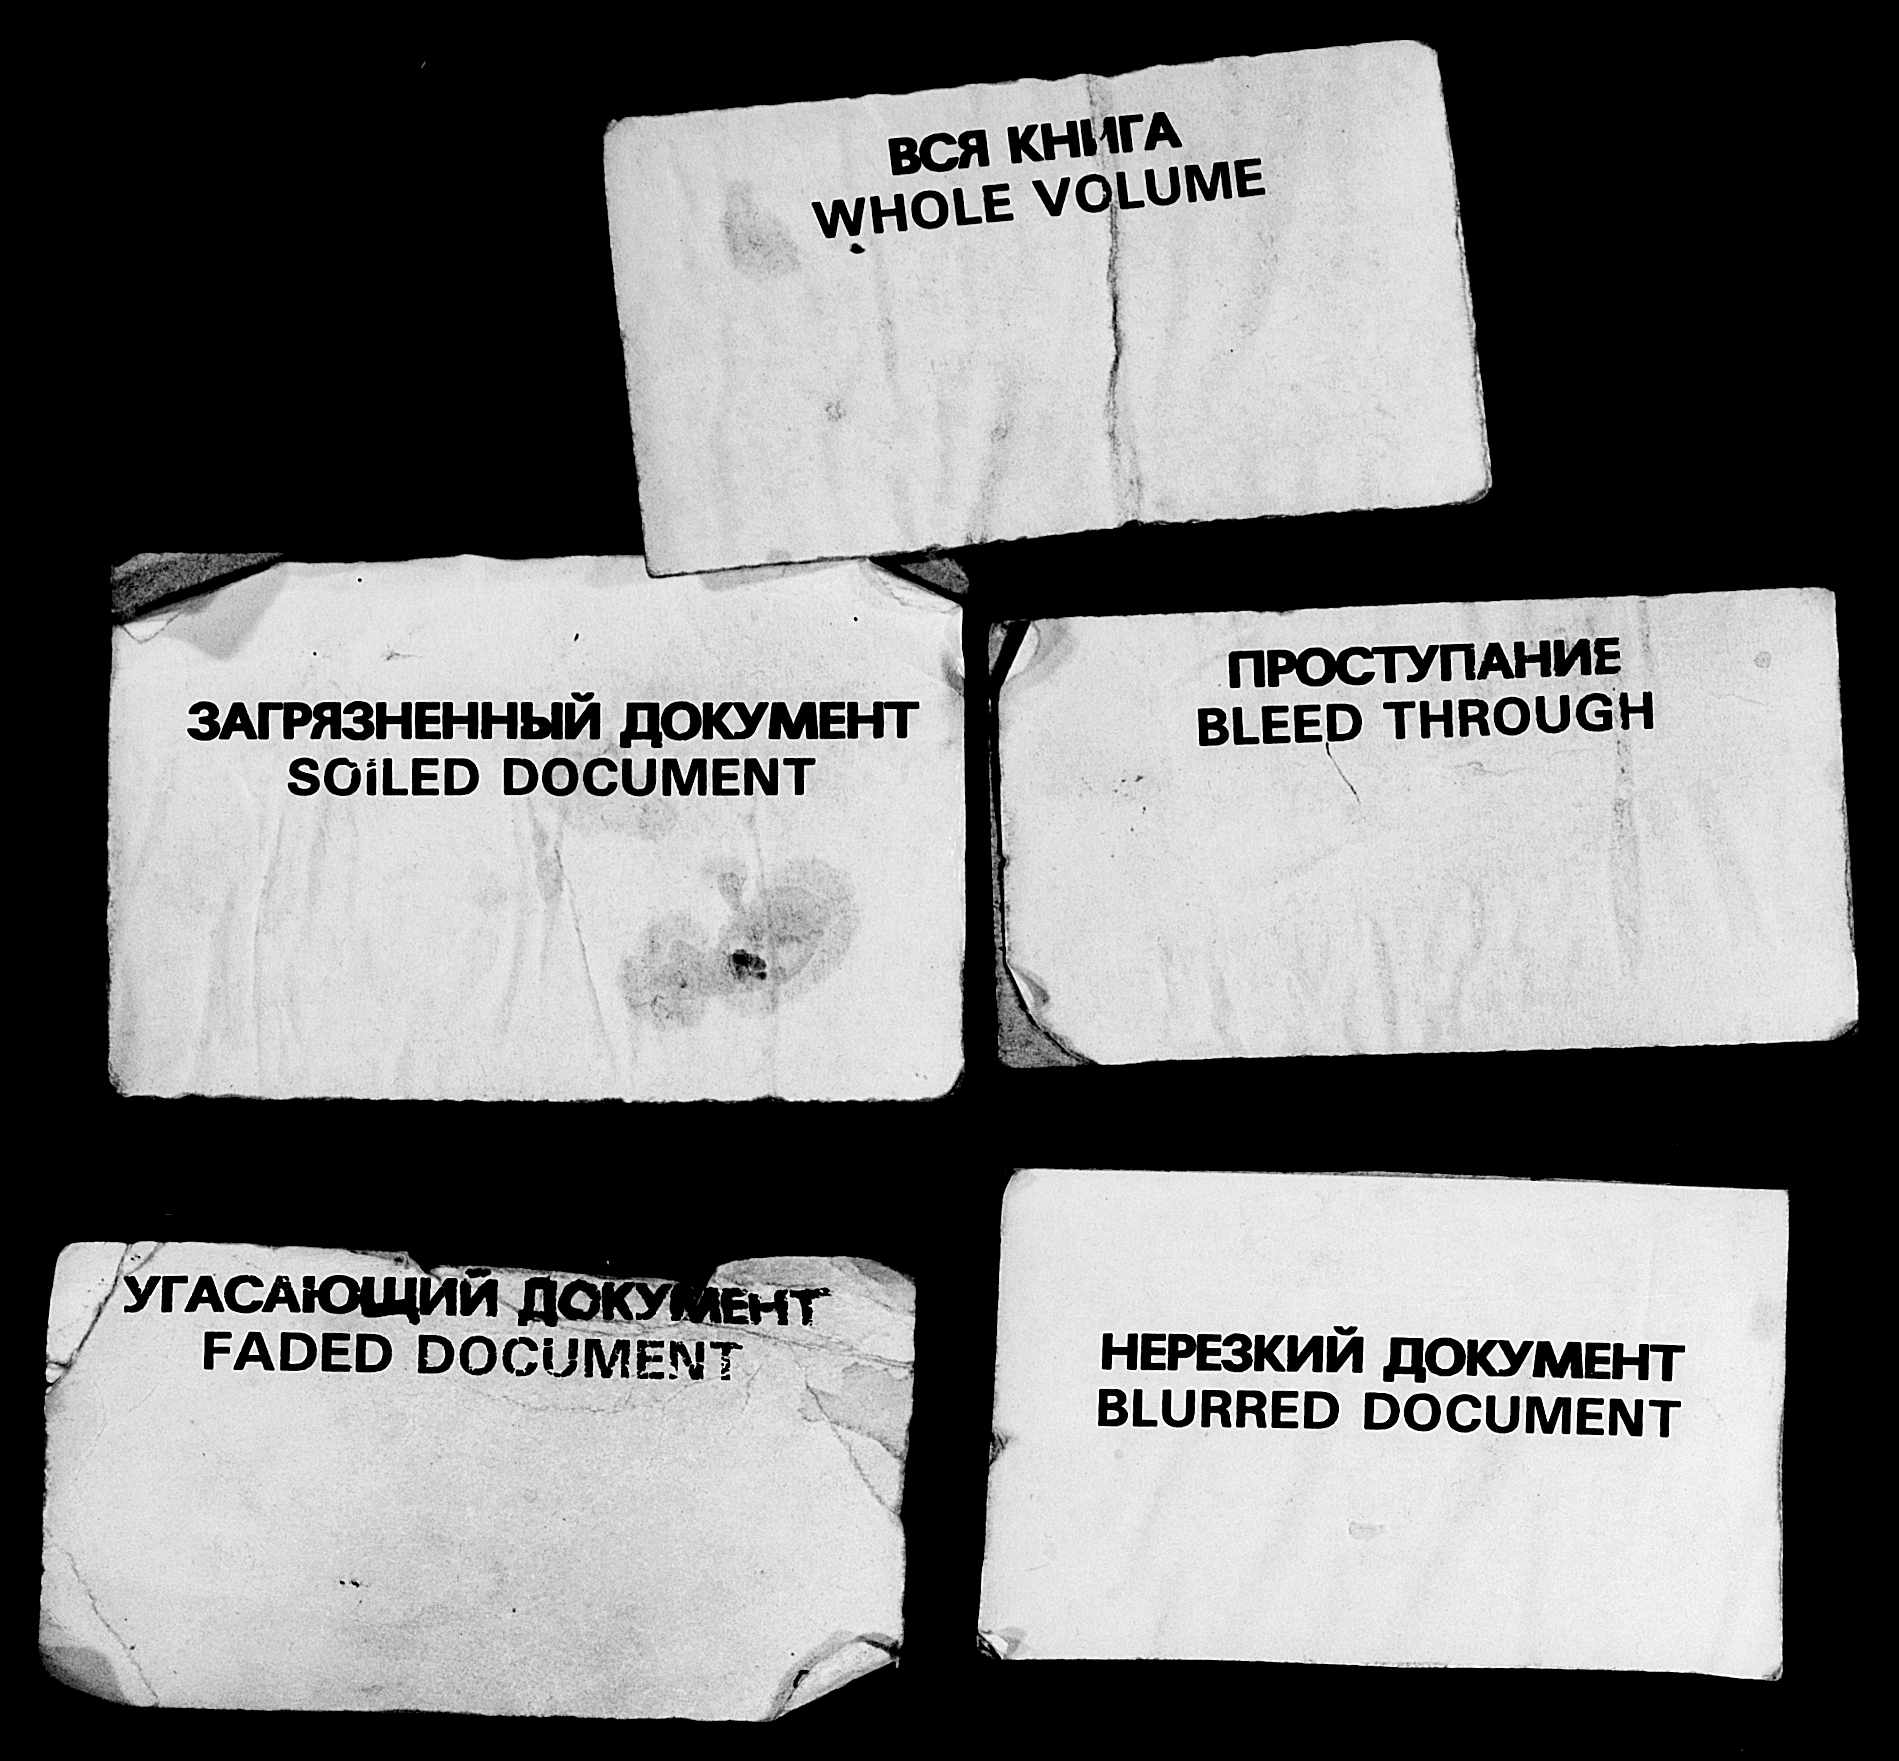 ВСЯ КНИГА
WHOLE VOLUME
ЗАГРЯЗНЕННЫЙ ДОКУМЕНТ
SOILED DOCUMENT
ПРОСТУПАНИЕ
BLEED THROUGH
УГАСАЮЩИЙ ДОКУМЕНТ
FADED DOCUMENT
НЕРЕЗКИЙ ДОКУМЕНТ
BLURRED DOCUMENT